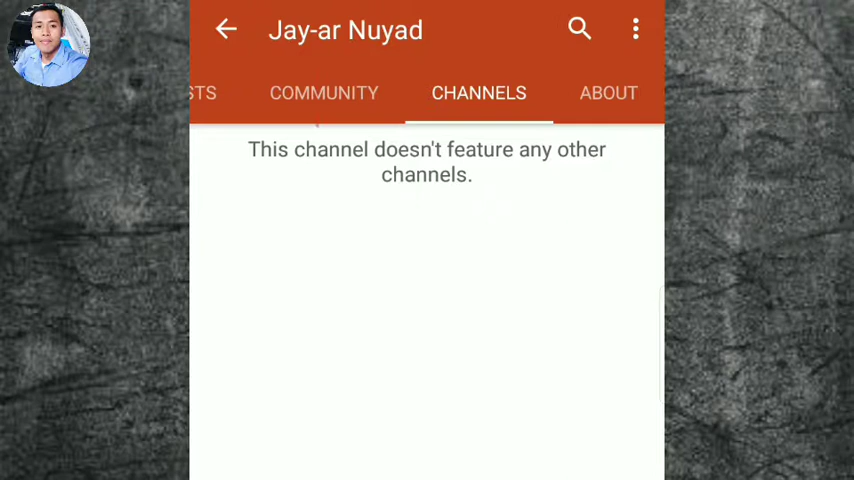 Jay-ar Nuyad
STS COMMUNITY CHANNELS ABOUT
This channel doesn't feature any other
channels.